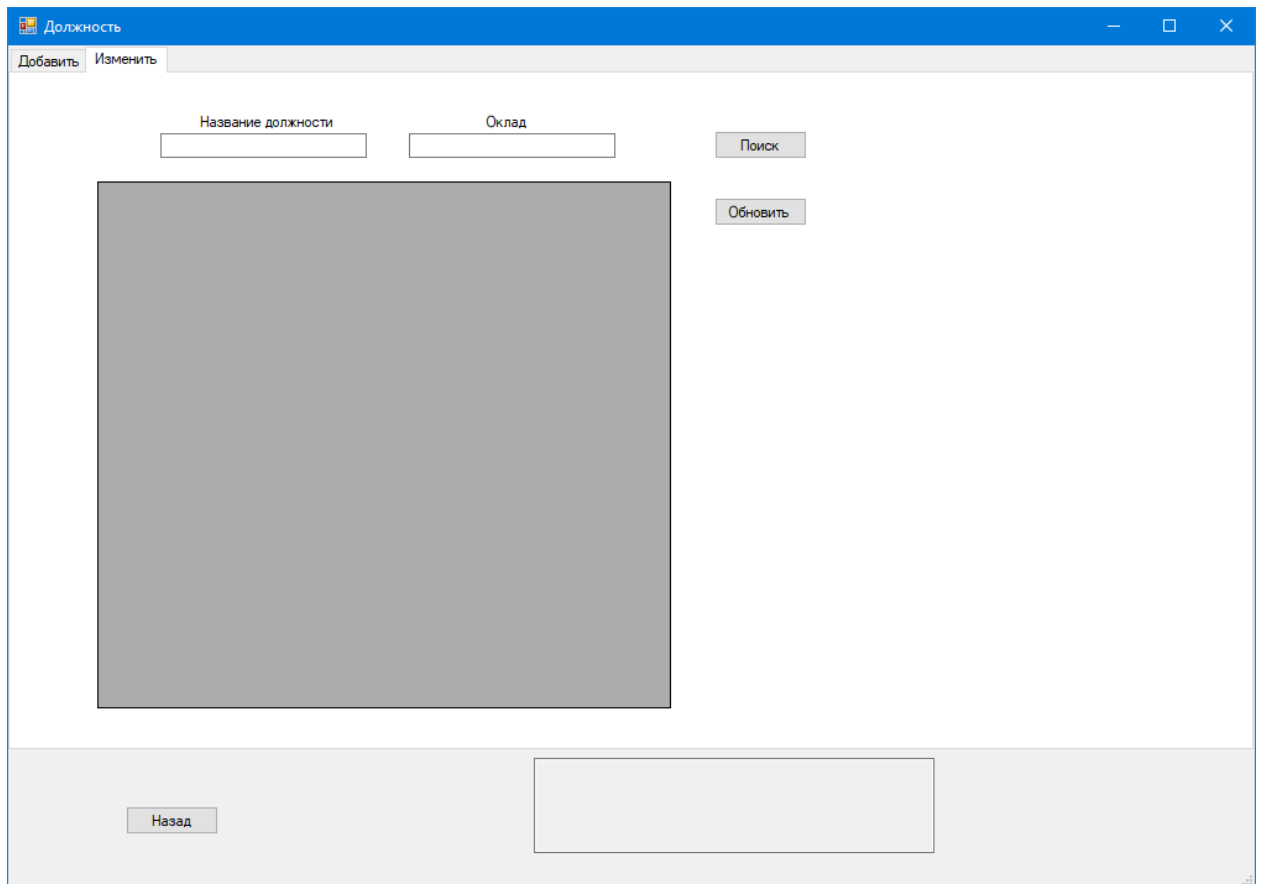 Должность
Добавить Изменить
Название должности Оклад
Поиск
Обновить
Назад